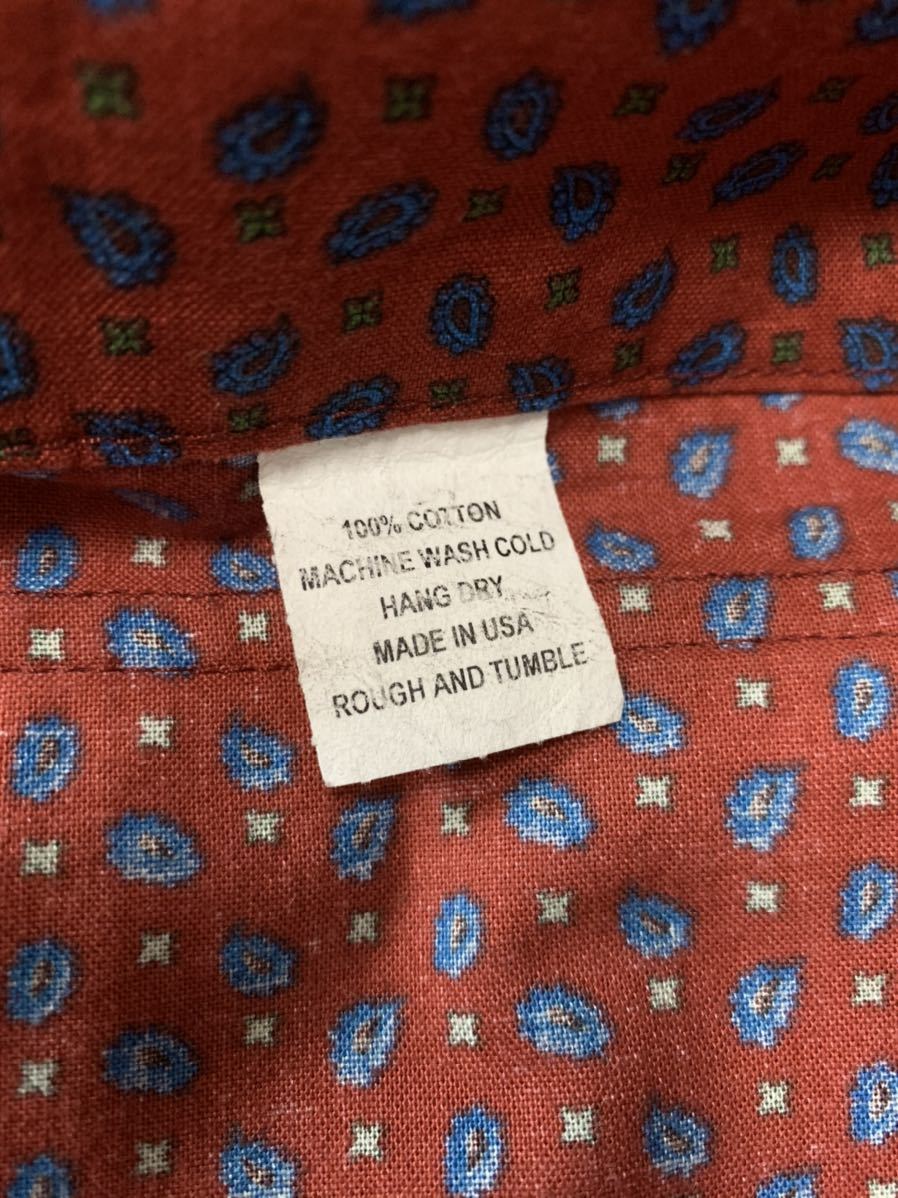 100% COTTON
MACHINE WASH COLD
HANG DRY
MADE IN USA
ROUGH AND TUMBLE